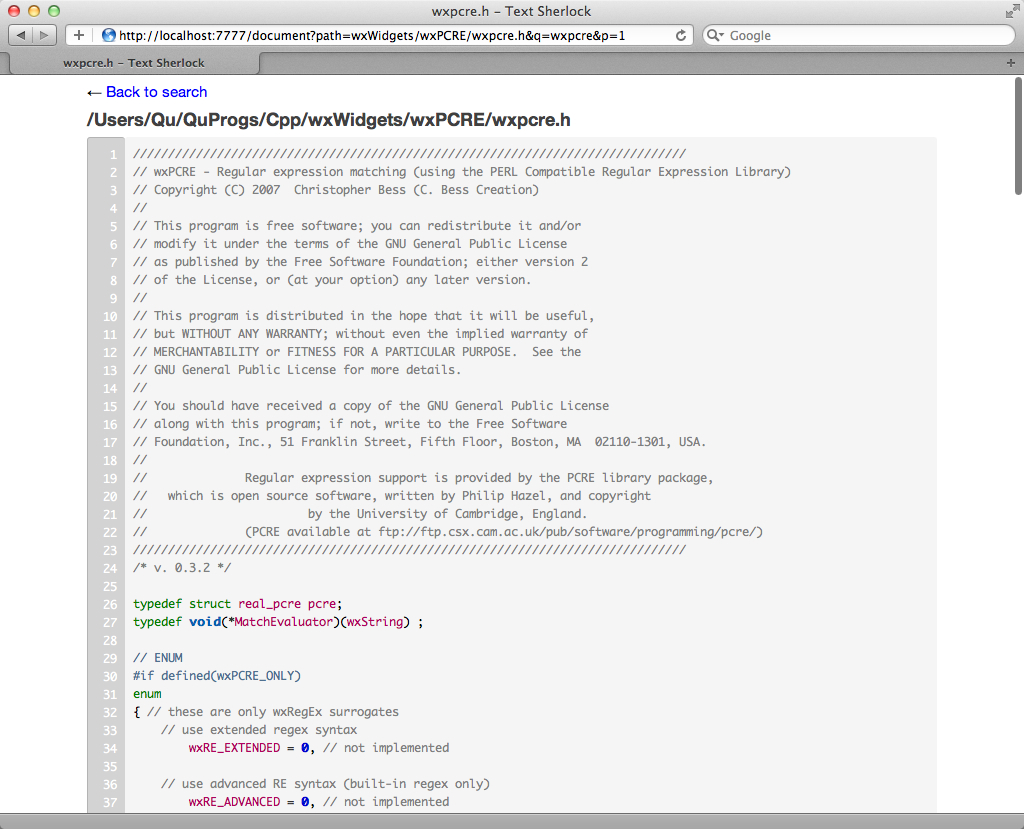 wxpcre.h – Text Sherlock
http://localhost:7777/document?path=wxWidgets/wxPCRE/wxpcre.h&q=wxpcre&p=1
Google
wxpcre.h – Text Sherlock
← Back to search
/Users/Qu/QuProgs/Cpp/wxWidgets/wxPCRE/wxpcre.h
1 ///////////////////////////////////////////////////////////////////////////////
2 // wxPCRE - Regular expression matching (using the PERL Compatible Regular Expression Library)
3 // Copyright (C) 2007  Christopher Bess (C. Bess Creation)
4 //
5 // This program is free software; you can redistribute it and/or
6 // modify it under the terms of the GNU General Public License
7 // as published by the Free Software Foundation; either version 2
8 // of the License, or (at your option) any later version.
9 //
10 // This program is distributed in the hope that it will be useful,
11 // but WITHOUT ANY WARRANTY; without even the implied warranty of
12 // MERCHANTABILITY or FITNESS FOR A PARTICULAR PURPOSE.  See the
13 // GNU General Public License for more details.
14 //
15 // You should have received a copy of the GNU General Public License
16 // along with this program; if not, write to the Free Software
17 // Foundation, Inc., 51 Franklin Street, Fifth Floor, Boston, MA  02110-1301, USA.
18 //
19 //              Regular expression support is provided by the PCRE library package,
20 //   which is open source software, written by Philip Hazel, and copyright
21 //                       by the University of Cambridge, England.
22 //              (PCRE available at ftp://ftp.csx.cam.ac.uk/pub/software/programming/pcre/)
23 ///////////////////////////////////////////////////////////////////////////////
24 /* v. 0.3.2 */
25
26 typedef struct real_pcre pcre;
27 typedef void(*MatchEvaluator)(wxString) ;
28
29 // ENUM
30 #if defined(wxPCRE_ONLY)
31 enum
32 { // these are only wxRegEx surrogates
33     // use extended regex syntax
34         wxRE_EXTENDED = 0, // not implemented
35
36     // use advanced RE syntax (built-in regex only)
37         wxRE_ADVANCED = 0, // not implemented